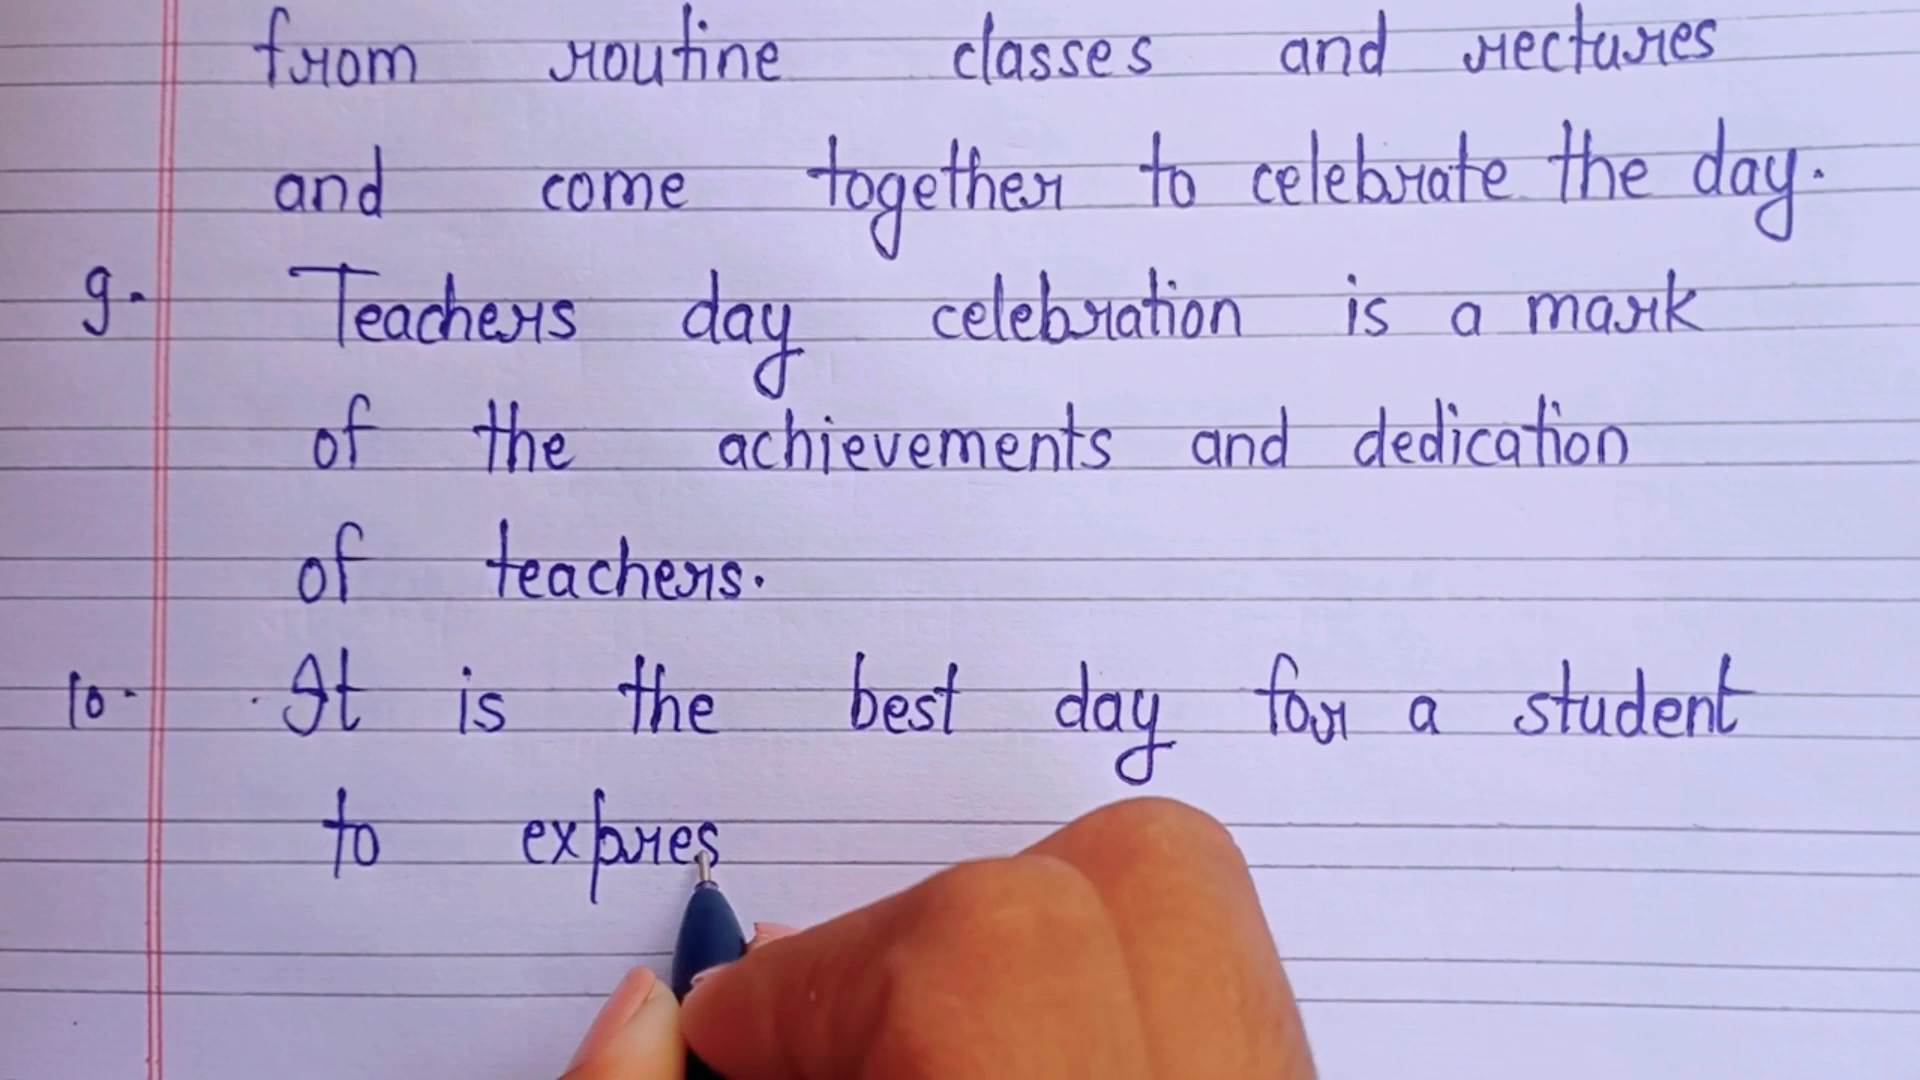 from routine classes and rectures
and come together to celebrate the day.
9. Teachers day celebration is a mark
of the achievements and dedication
of teachers.
10. It is the best day for a student
to expres